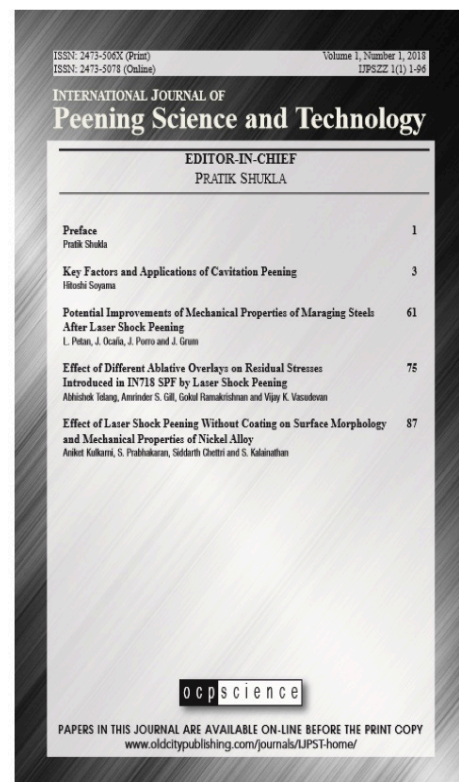 ISSN: 2473-506X (Print)
Volume 1, Number 1, 2018
ISSN: 2473-5078 (Online)
IJPSZZ 1(1) 1-96
INTERNATIONAL JOURNAL OF
Peening Science and Technology
EDITOR-IN-CHIEF
PRATIK SHUKLA
Preface 1
Pratik Shukla
Key Factors and Applications of Cavitation Peening 3
Hitoshi Soyama
Potential Improvements of Mechanical Properties of Maraging Steels 61
After Laser Shock Peening
L. Petan, J. Ocaña, J. Porro and J. Grum
Effect of Different Ablative Overlays on Residual Stresses 75
Introduced in IN718 SPF by Laser Shock Peening
Abhishek Telang, Amrinder S. Gill, Gokul Ramakrishnan and Vijay K. Vasudevan
Effect of Laser Shock Peening Without Coating on Surface Morphology 87
and Mechanical Properties of Nickel Alloy
Aniket Kulkarni, S. Prabhakaran, Siddarth Chettri and S. Kalainathan
ocpscience
PAPERS IN THIS JOURNAL ARE AVAILABLE ON-LINE BEFORE THE PRINT COPY
www.oldcitypublishing.com/journals/IJPST-home/